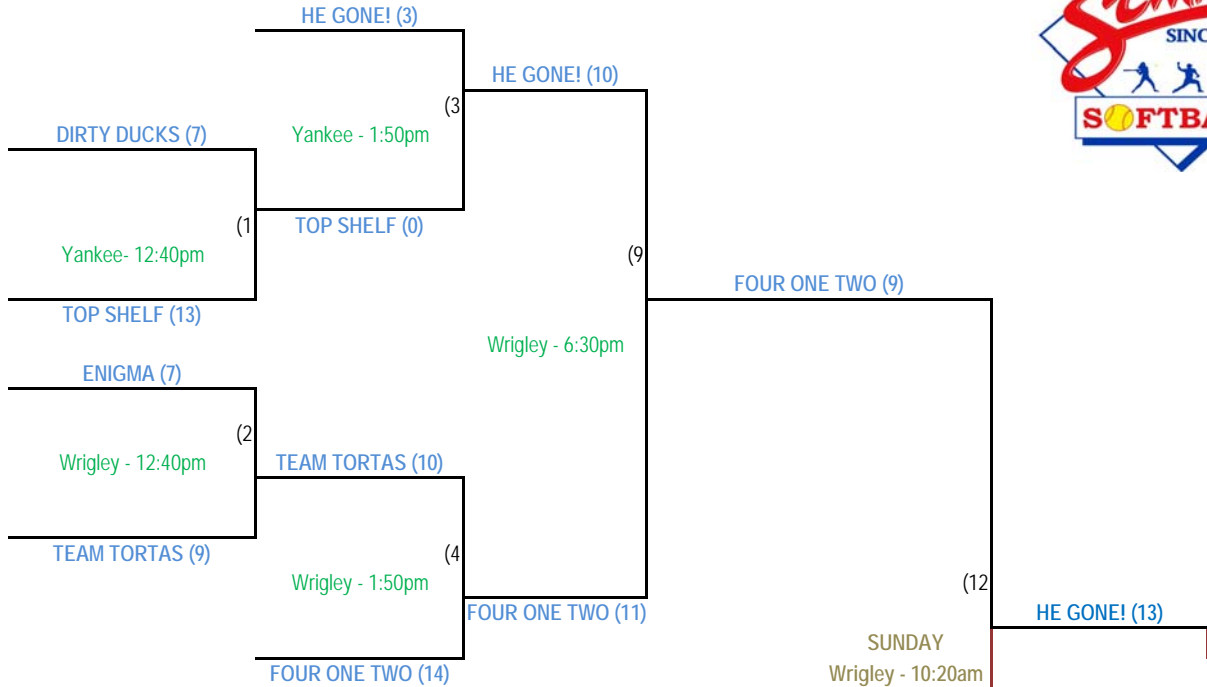 HE GONE! (3)
SINC
HE GONE! (10)
(3
DIRTY DUCKS (7)
Yankee - 1:50pm
TOP SHELF (0)
(1
Yankee- 12:40pm
(9
FOUR ONE TWO (9)
TOP SHELF (13)
Wrigley - 6:30pm
ENIGMA (7)
(2
Wrigley - 12:40pm
TEAM TORTAS (10)
TEAM TORTAS (9)
(4
Wrigley - 1:50pm
(12
FOUR ONE TWO (11)
HE GONE! (13)
SUNDAY
FOUR ONE TWO (14)
Wrigley - 10:20am